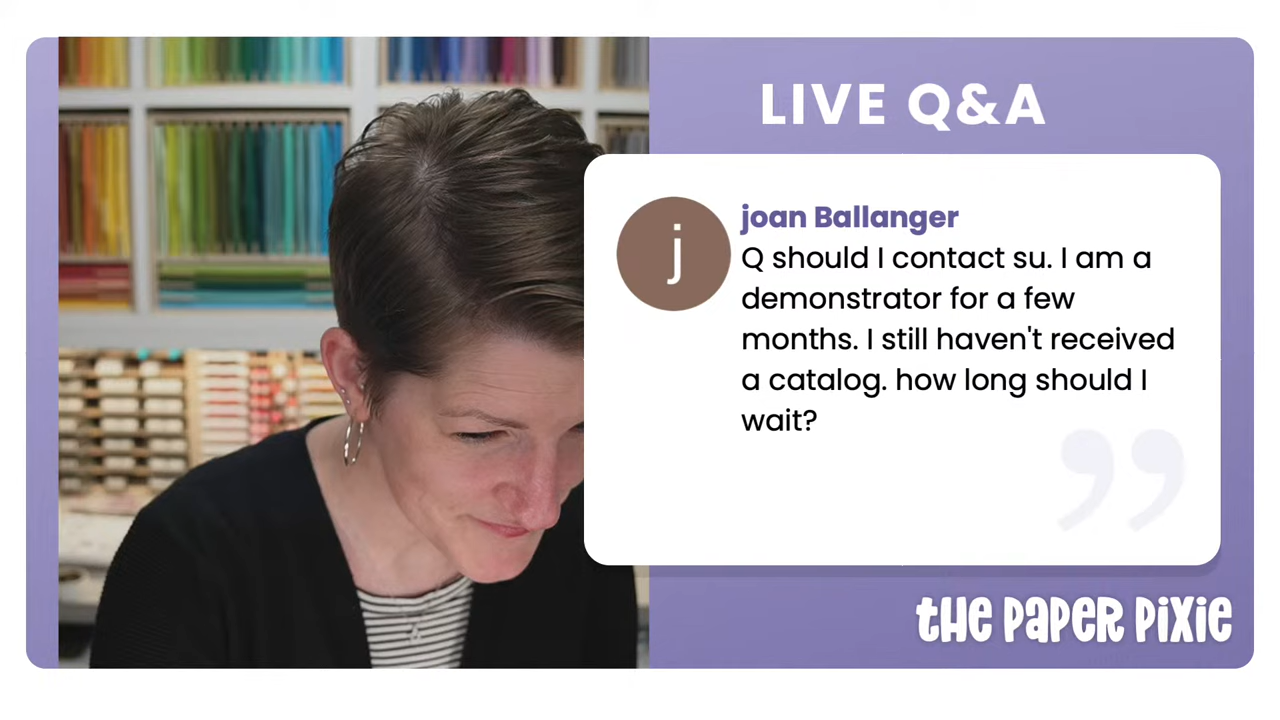 LIVE Q&A
j
joan Ballanger
Q should I contact su. I am a
demonstrator for a few
months. I still haven't received
a catalog. how long should I
wait?
the paper pixie